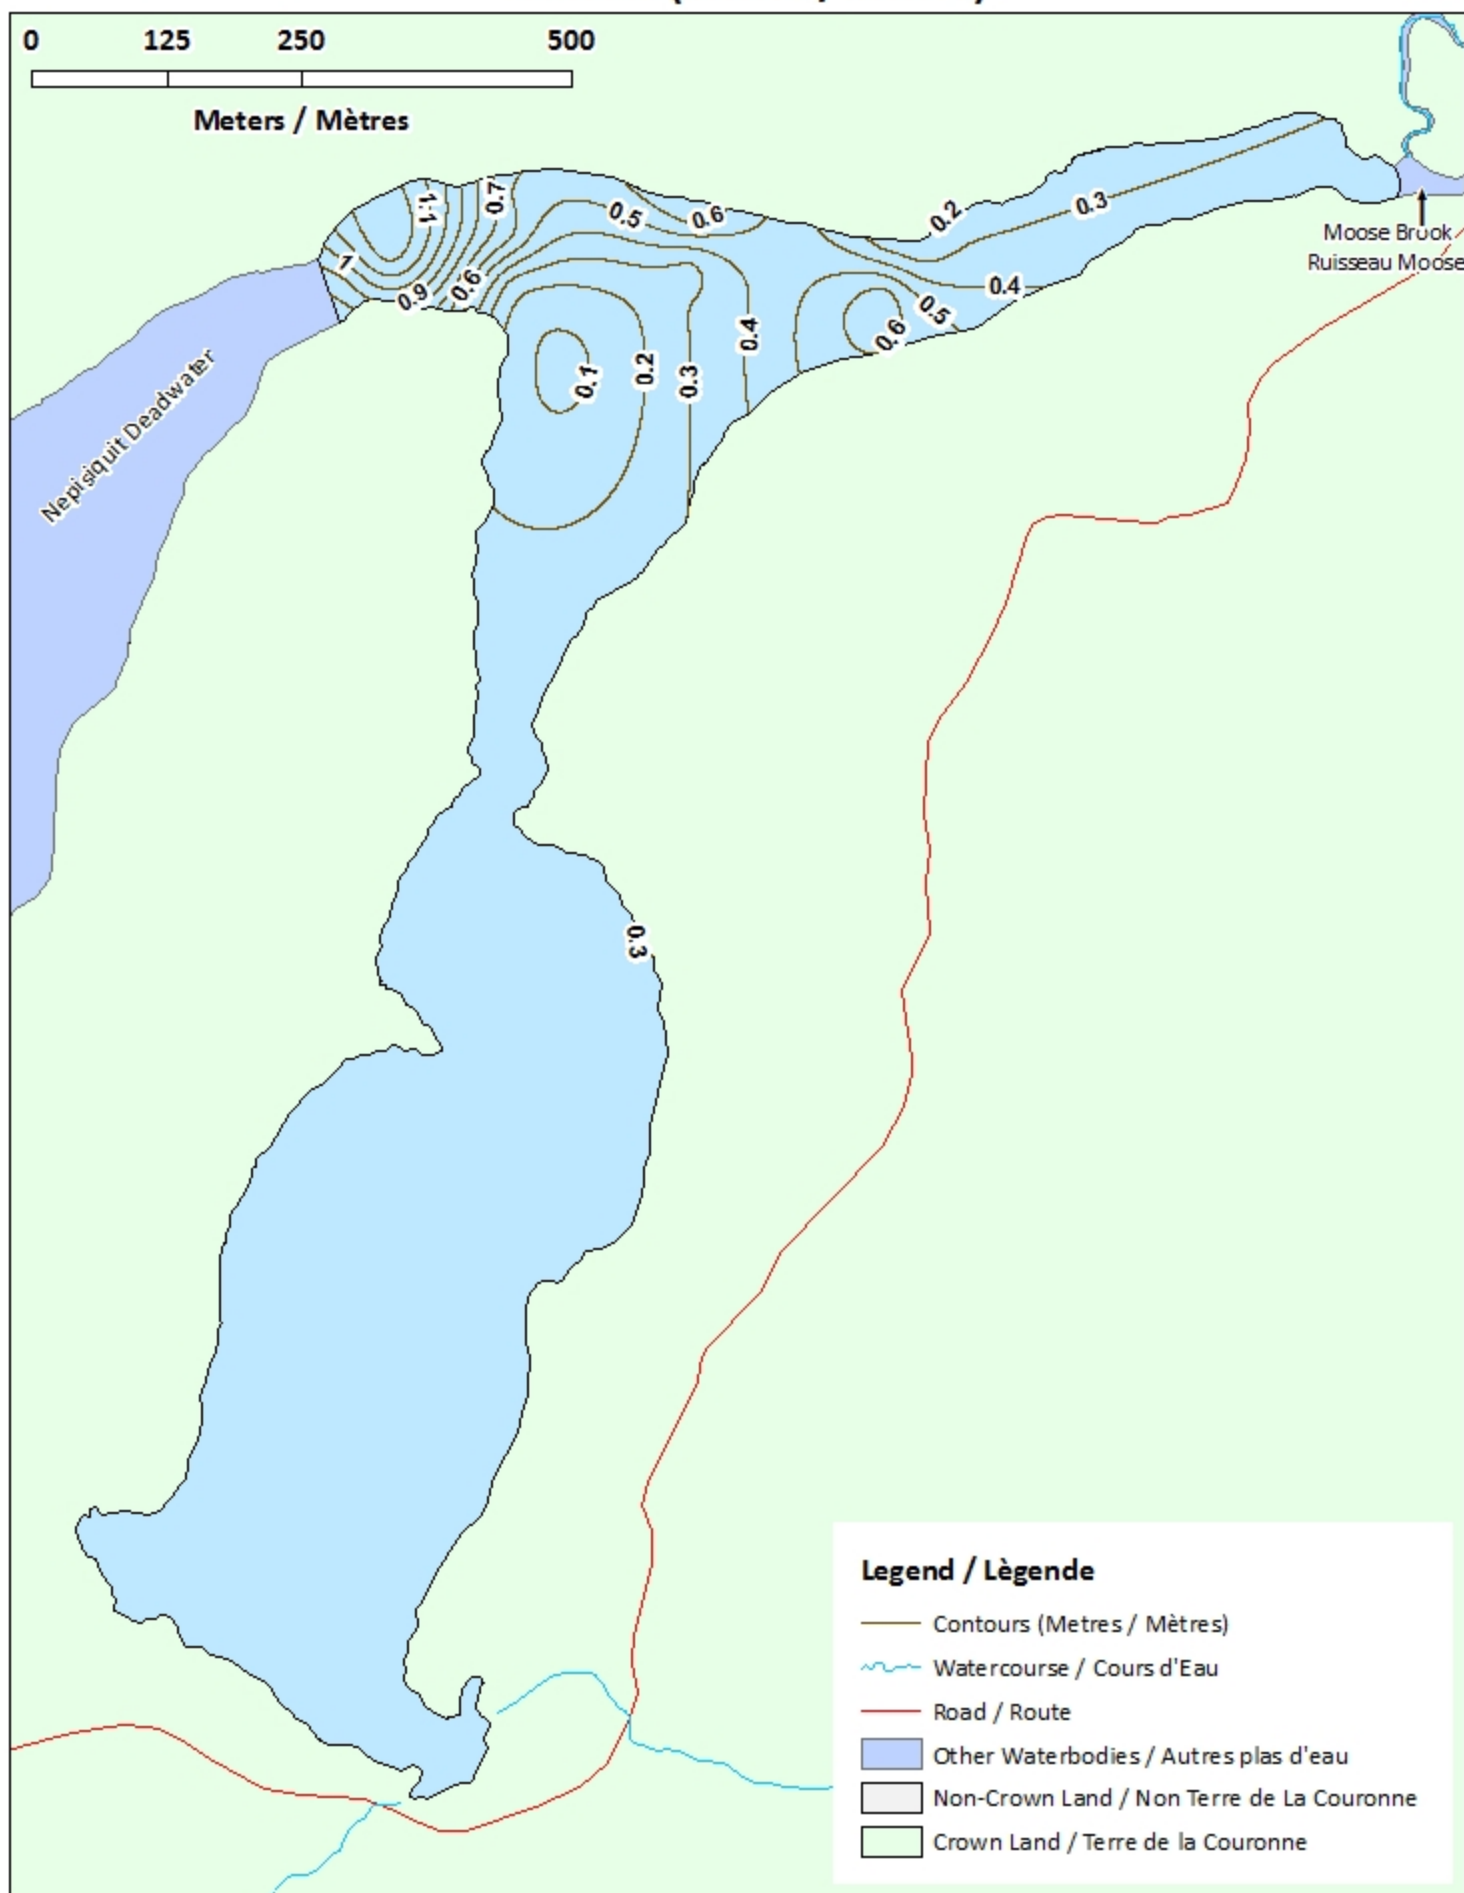 0 125 250 500
Meters / Mètres
1.1
0.7
0.5
0.6
0.2
0.3
1
0.9
0.6
0.4
0.5
0.6
0.4
0.1
0.2
0.3
0.3
Moose Brook
Ruisseau Moose
Nepisiquit Deadwater
Legend / Lègende
Contours (Metres / Mètres)
Watercourse / Cours d'Eau
Road / Route
Other Waterbodies / Autres plas d'eau
Non-Crown Land / Non Terre de La Couronne
Crown Land / Terre de la Couronne